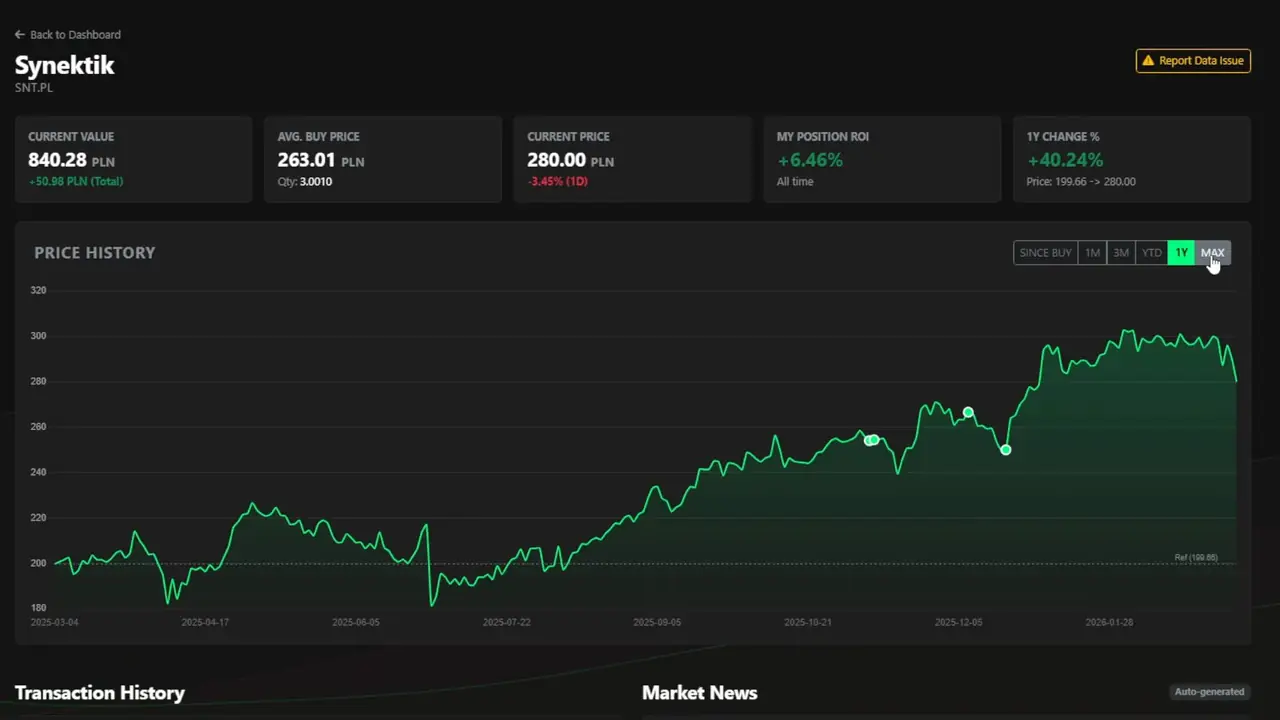 Back to Dashboard
Synektik
SNT.PL
Report Data Issue
CURRENT VALUE
840.28 PLN
+50.98 PLN (Total)
AVG. BUY PRICE
263.01 PLN
Qty: 3.0010
CURRENT PRICE
280.00 PLN
-3.45% (1D)
MY POSITION ROI
+6.46%
All time
1Y CHANGE %
+40.24%
Price: 199.66 -> 280.00
PRICE HISTORY
SINCE BUY 1M 3M YTD 1Y MAX
320
300
280
260
240
220
200
180
Ref (199.66)
2025-03-04 2025-04-17 2025-06-05 2025-07-22 2025-09-05 2025-10-21 2025-12-05 2026-01-28
Transaction History
Market News
Auto-generated